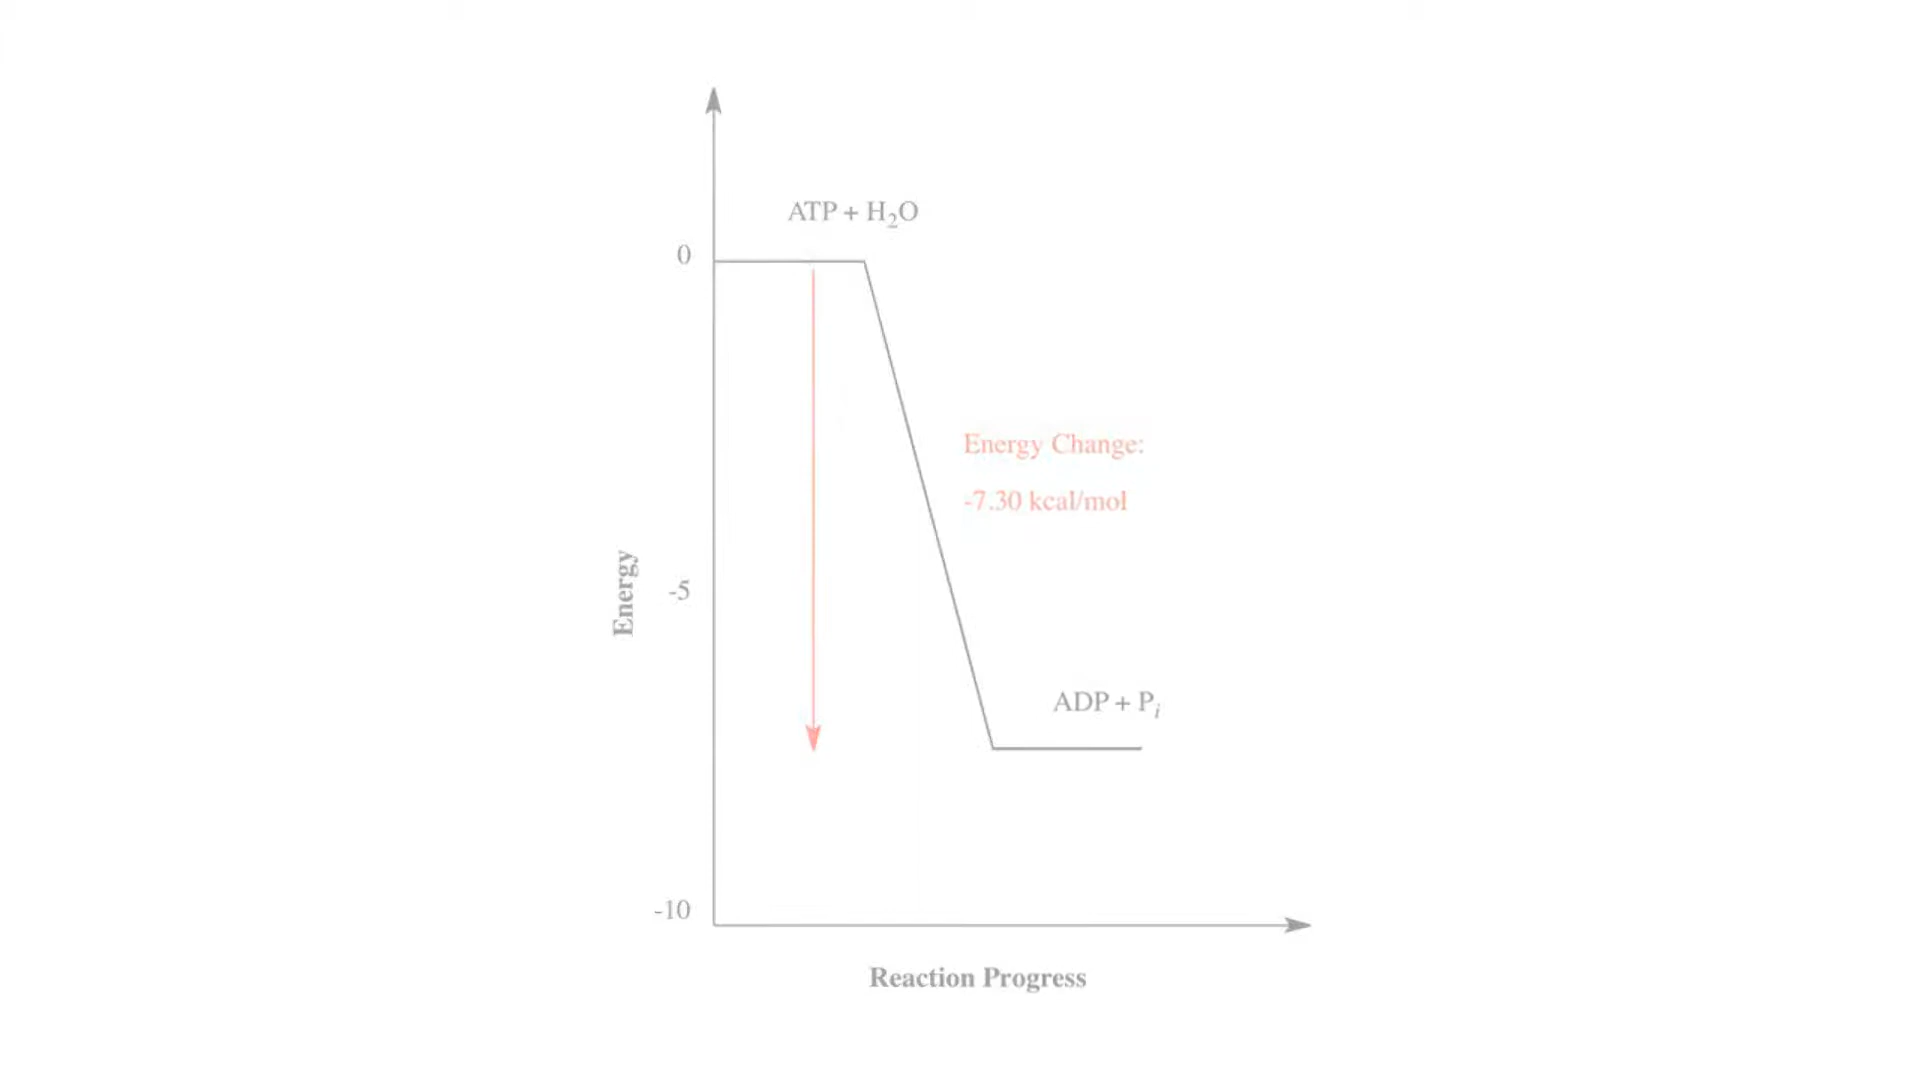 ATP + H₂O
0
Energy Change:
-7.30 kcal/mol
Energy
-5
ADP + Pᵢ
-10
Reaction Progress